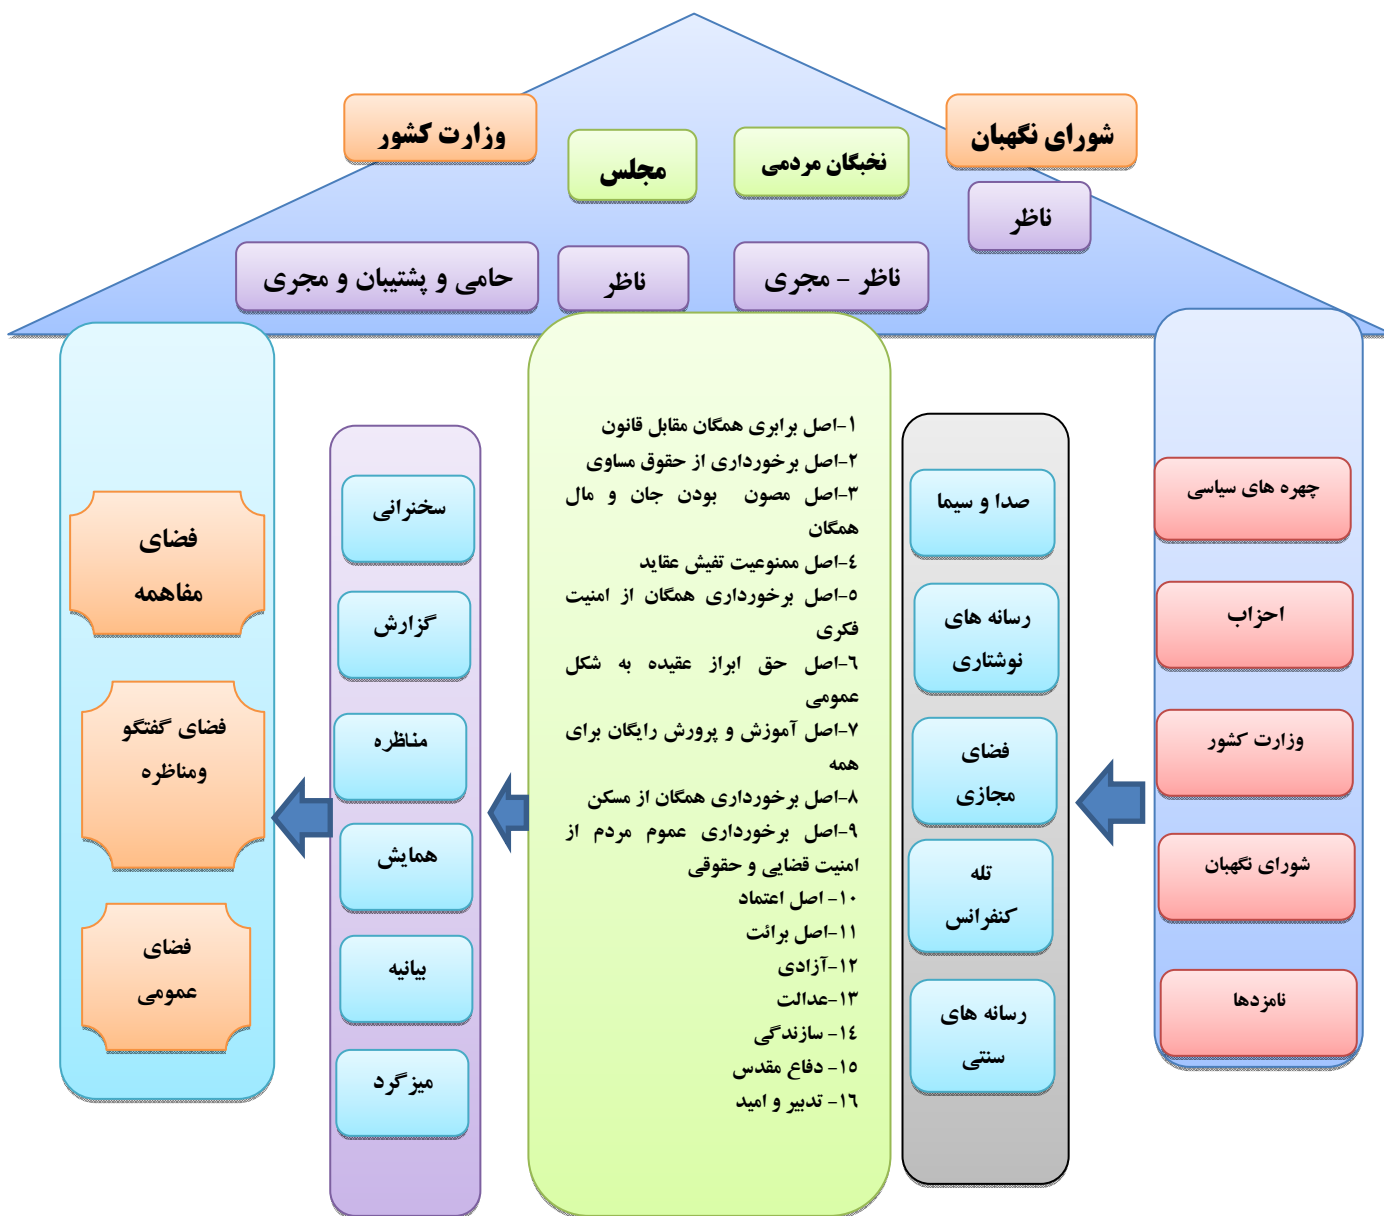 شورای نگهبان
وزارت کشور
نخبگان مردمی
مجلس
ناظر
ناظر - مجری
ناظر
حامی و پشتیبان و مجری
چهره های سیاسی
احزاب
وزارت کشور
شورای نگهبان
نامزدها
صدا و سیما
رسانه های
نوشتاری
فضای
مجازی
تله
کنفرانس
رسانه های
سنتی
۱-اصل برابری همگان مقابل قانون
۲-اصل برخورداری از حقوق مساوی
۳-اصل مصون بودن جان و مال
همگان
٤-اصل ممنوعیت تفیش عقاید
٥-اصل برخورداری همگان از امنیت
فکری
٦-اصل حق ابراز عقیده به شکل
عمومی
۷-اصل آموزش و پرورش رایگان برای
همه
۸-اصل برخورداری همگان از مسکن
۹-اصل برخورداری عموم مردم از
امنیت قضایی و حقوقی
۱۰- اصل اعتماد
۱۱-اصل برائت
۱۲-آزادی
۱۳-عدالت
۱٤- سازندگی
۱٥- دفاع مقدس
۱٦- تدبیر و امید
سخنرانی
گزارش
مناظره
همایش
بیانیه
میزگرد
فضای
مفاهمه
فضای گفتگو
ومناظره
فضای
عمومی